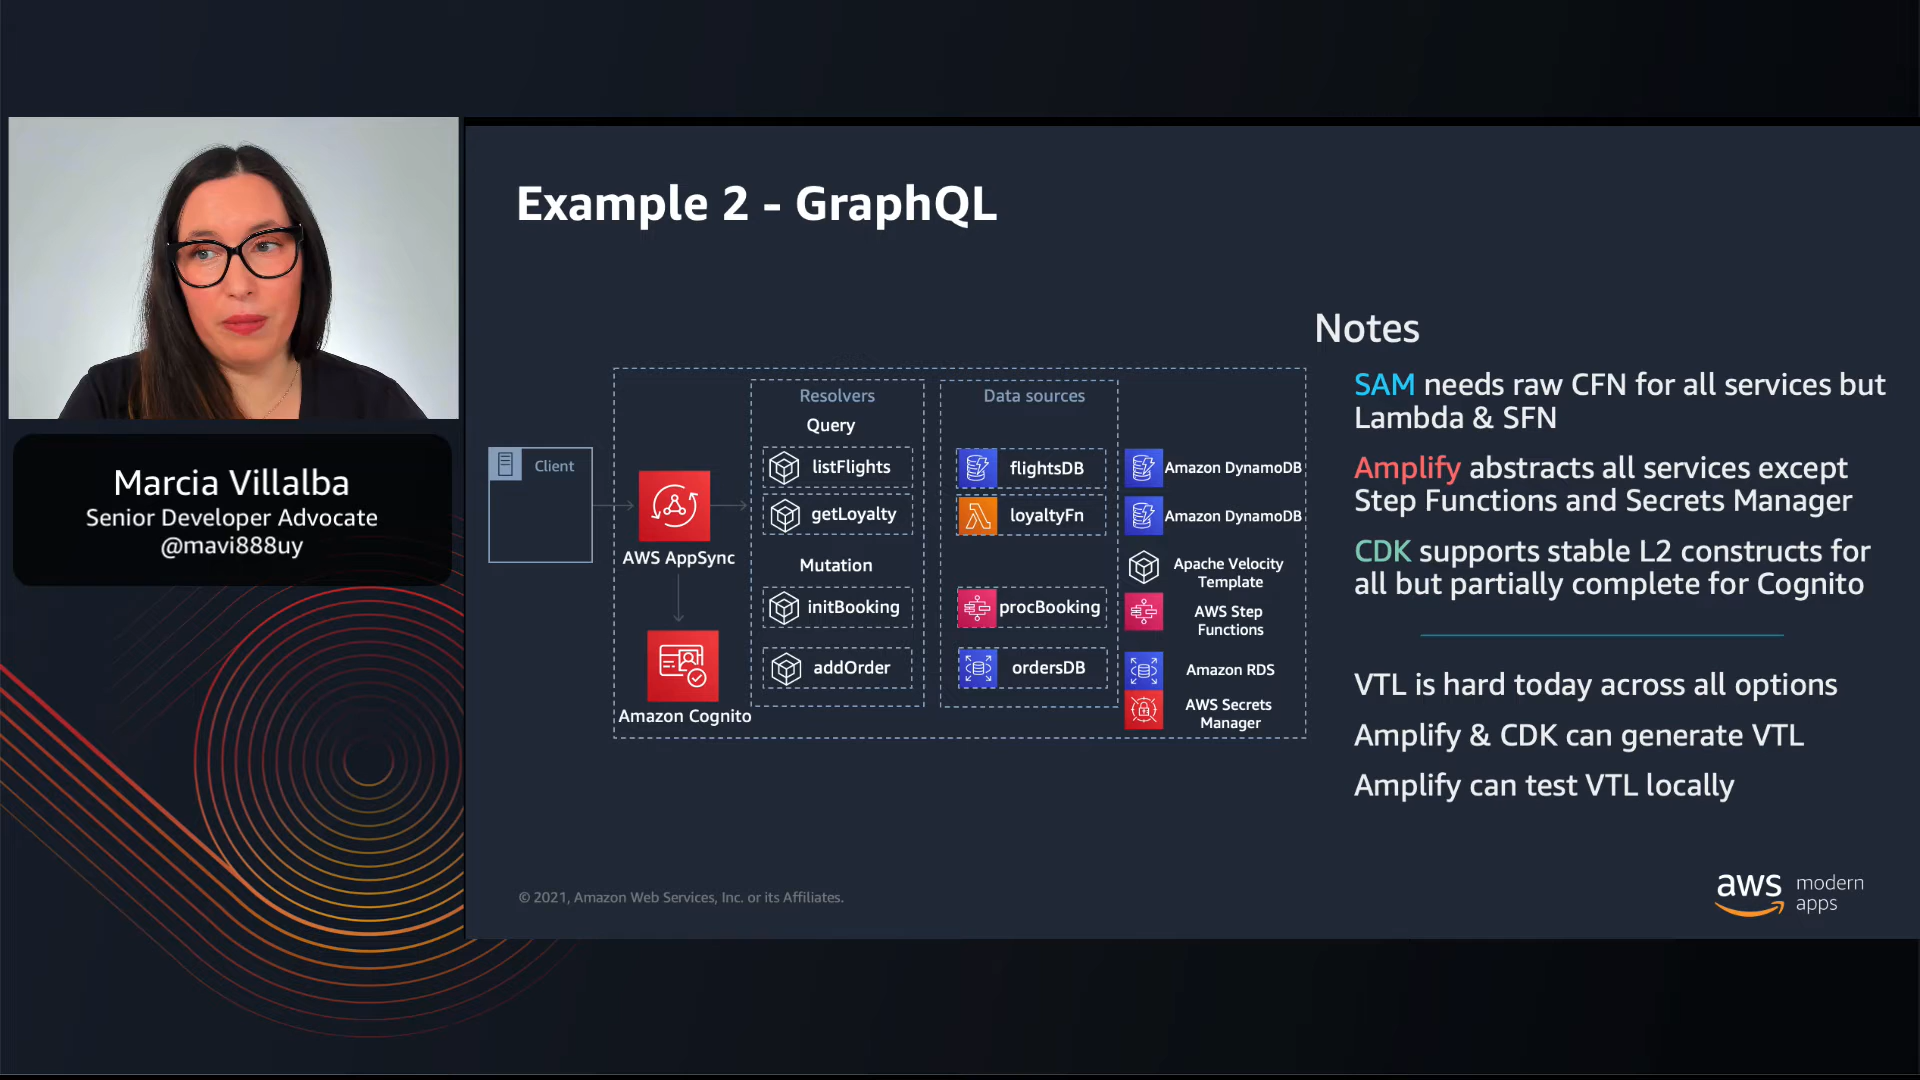 Marcia Villalba
Senior Developer Advocate
@mavi888uy
Example 2 - GraphQL
Client
AWS AppSync
Amazon Cognito
Resolvers
Query
listFlights
getLoyalty
Mutation
initBooking
addOrder
Data sources
flightsDB
loyaltyFn
procBooking
ordersDB
Amazon DynamoDB
Amazon DynamoDB
Apache Velocity
Template
AWS Step
Functions
Amazon RDS
AWS Secrets
Manager
Notes
SAM needs raw CFN for all services but
Lambda & SFN
Amplify abstracts all services except
Step Functions and Secrets Manager
CDK supports stable L2 constructs for
all but partially complete for Cognito
VTL is hard today across all options
Amplify & CDK can generate VTL
Amplify can test VTL locally
© 2021, Amazon Web Services, Inc. or its Affiliates.
aws modern
apps